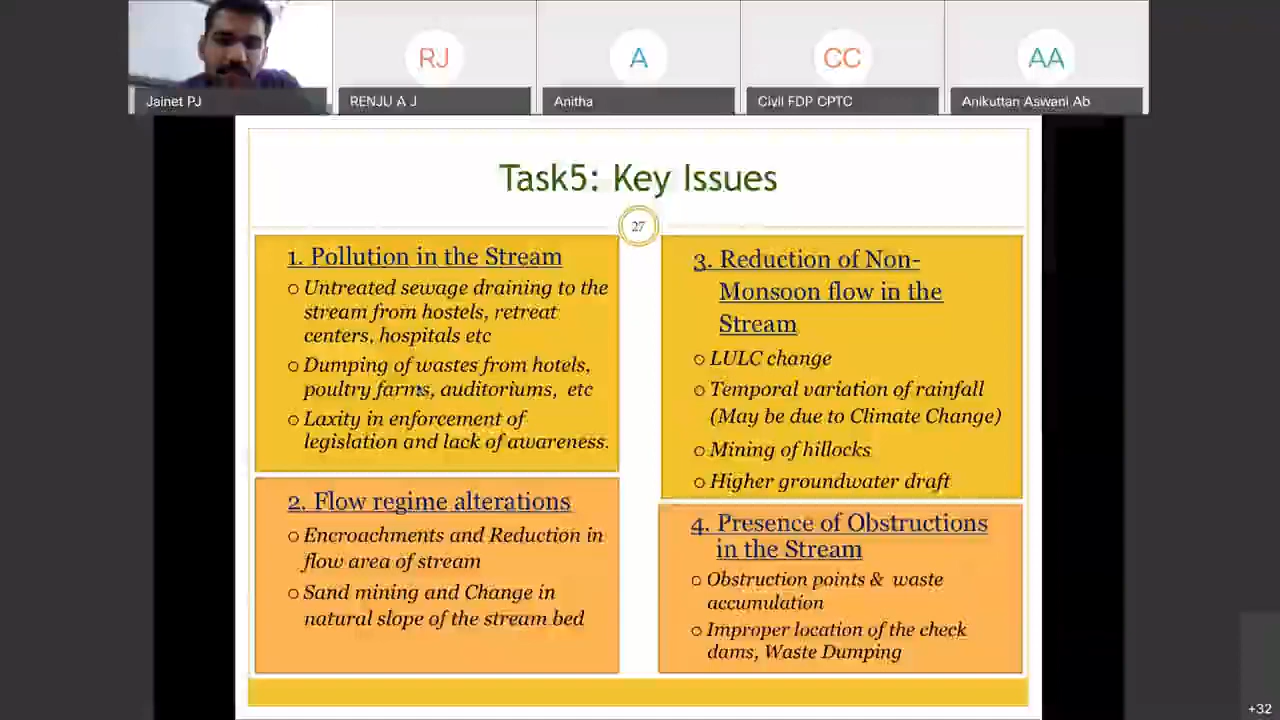 RJ
A
CC
AA
Jainet PJ
RENJU A J
Anitha
Civil FDP CPTC
Anikuttan Aswani Ab
Task5: Key Issues
27
1. Pollution in the Stream
Untreated sewage draining to the
stream from hostels, retreat
centers, hospitals etc
Dumping of wastes from hotels,
poultry farms, auditoriums, etc
Laxity in enforcement of
legislation and lack of awareness.
2. Flow regime alterations
Encroachments and Reduction in
flow area of stream
Sand mining and Change in
natural slope of the stream bed
3. Reduction of Non-
Monsoon flow in the
Stream
LULC change
Temporal variation of rainfall
(May be due to Climate Change)
Mining of hillocks
Higher groundwater draft
4. Presence of Obstructions
in the Stream
Obstruction points & waste
accumulation
Improper location of the check
dams, Waste Dumping
+32